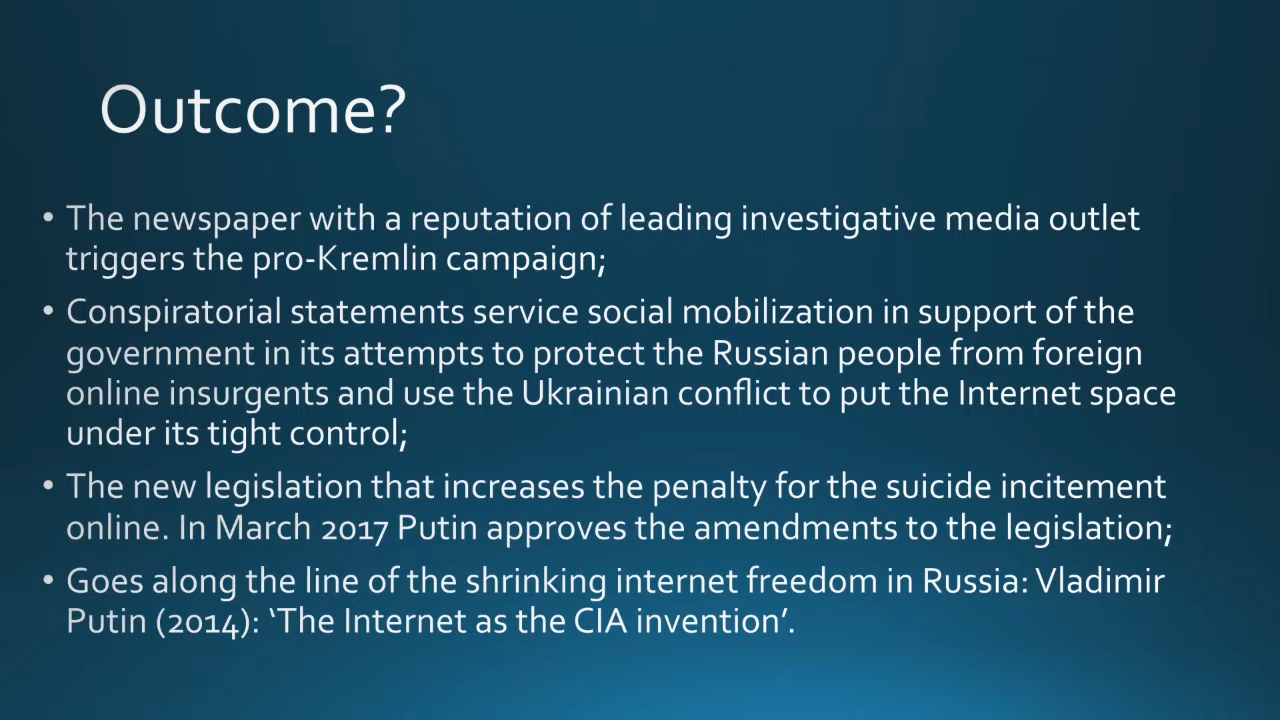 Outcome?
• The newspaper with a reputation of leading investigative media outlet
triggers the pro-Kremlin campaign;
• Conspiratorial statements service social mobilization in support of the
government in its attempts to protect the Russian people from foreign
online insurgents and use the Ukrainian conflict to put the Internet space
under its tight control;
• The new legislation that increases the penalty for the suicide incitement
online. In March 2017 Putin approves the amendments to the legislation;
• Goes along the line of the shrinking internet freedom in Russia: Vladimir
Putin (2014): ‘The Internet as the CIA invention’.